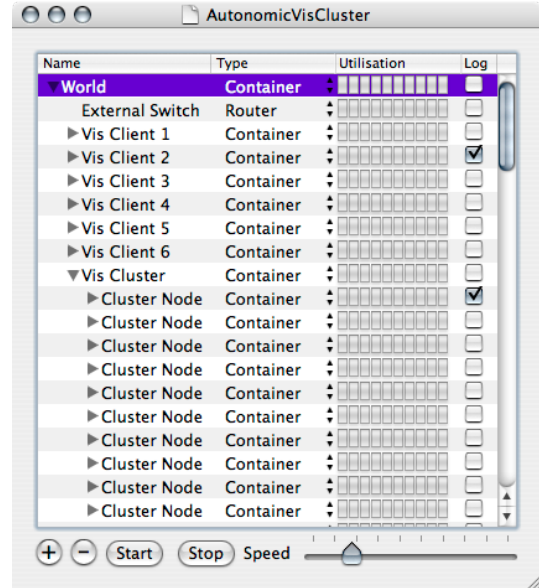 AutonomicVisCluster
Name Type Utilisation Log
World Container
External Switch Router
Vis Client 1 Container
Vis Client 2 Container
Vis Client 3 Container
Vis Client 4 Container
Vis Client 5 Container
Vis Client 6 Container
Vis Cluster Container
Cluster Node Container
Cluster Node Container
Cluster Node Container
Cluster Node Container
Cluster Node Container
Cluster Node Container
Cluster Node Container
Cluster Node Container
Cluster Node Container
Cluster Node Container
+ − Start Stop Speed